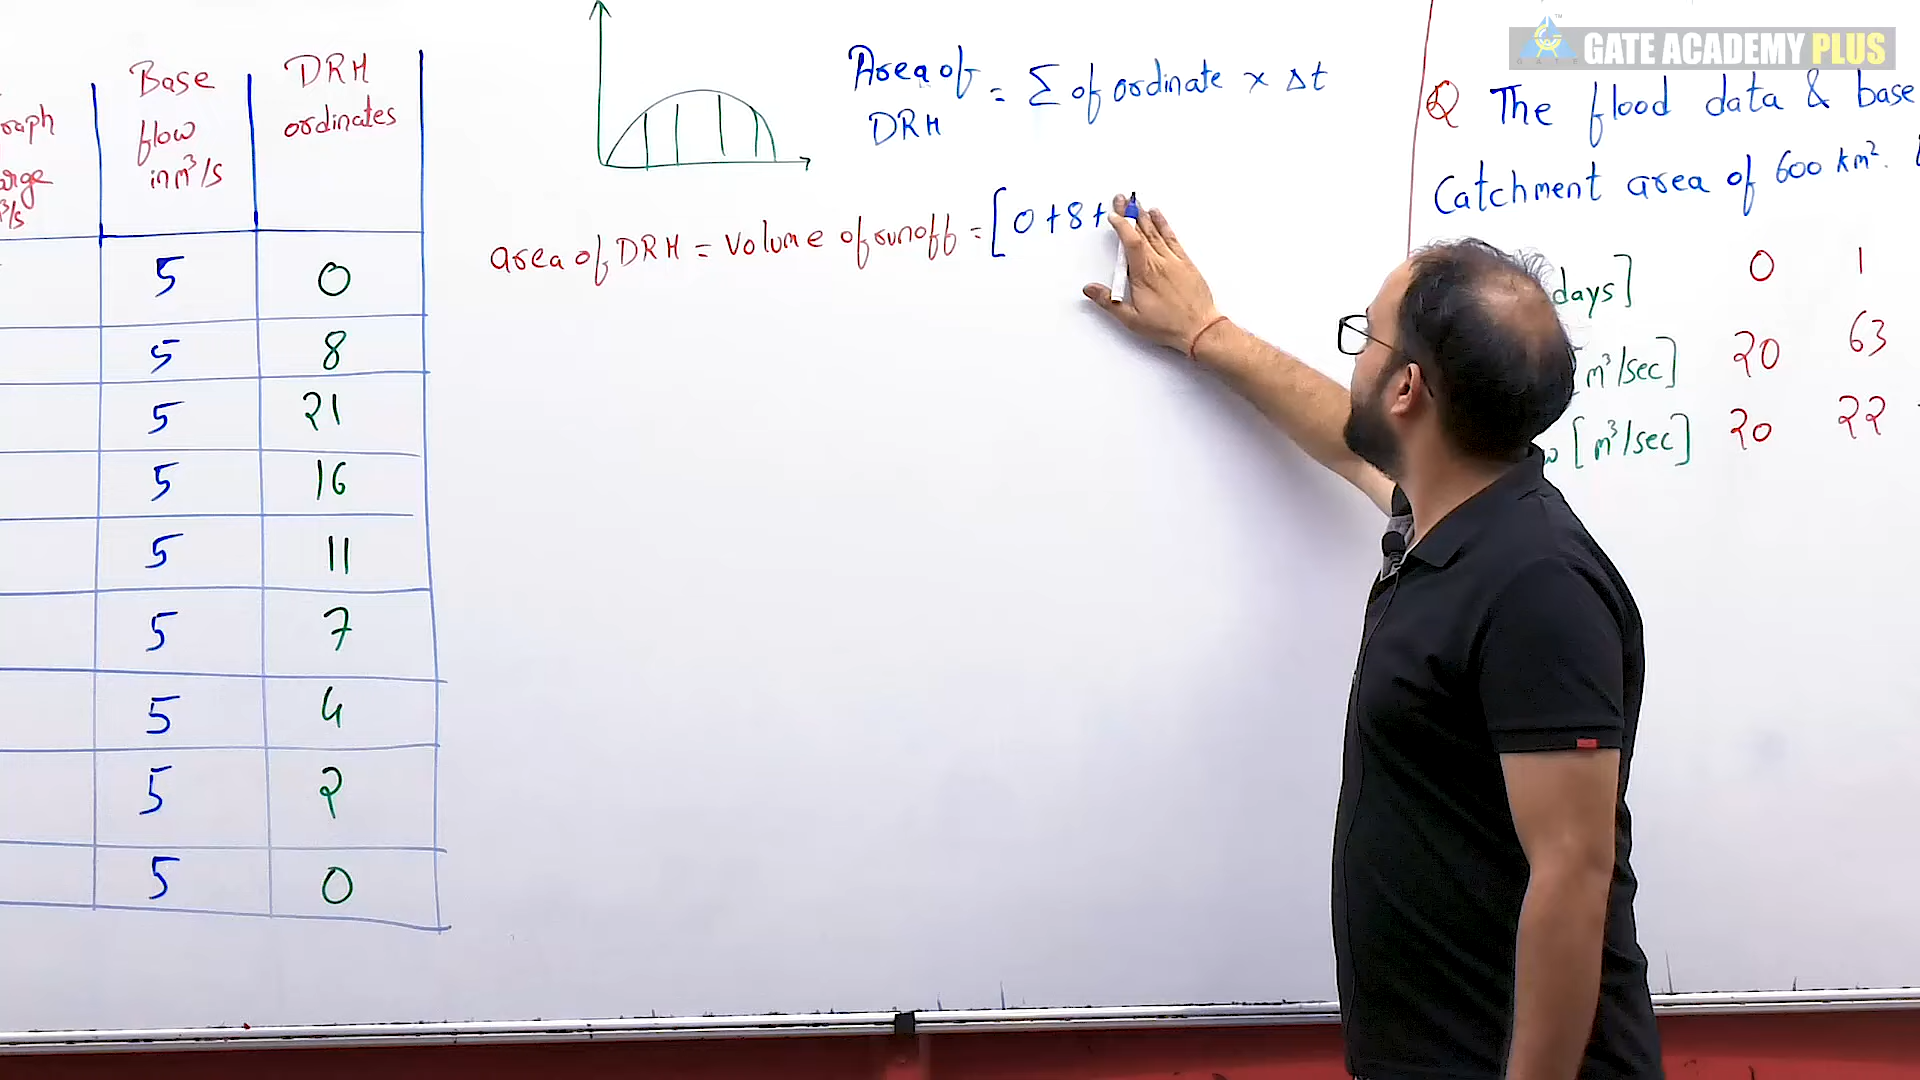 raph
arge
³/s
Base
flow
in m³/s
DRH
ordinates
5 0
5 8
5 21
5 16
5 11
5 7
5 4
5 2
5 0
Area of DRH = Σ of ordinate × Δt
area of DRH = Volume of runoff = [0+8+
GATE ACADEMY PLUS
Q The flood data & base
Catchment area of 600 km².
days] 0 1
m³/sec] 20 63
w [m³/sec] 20 22